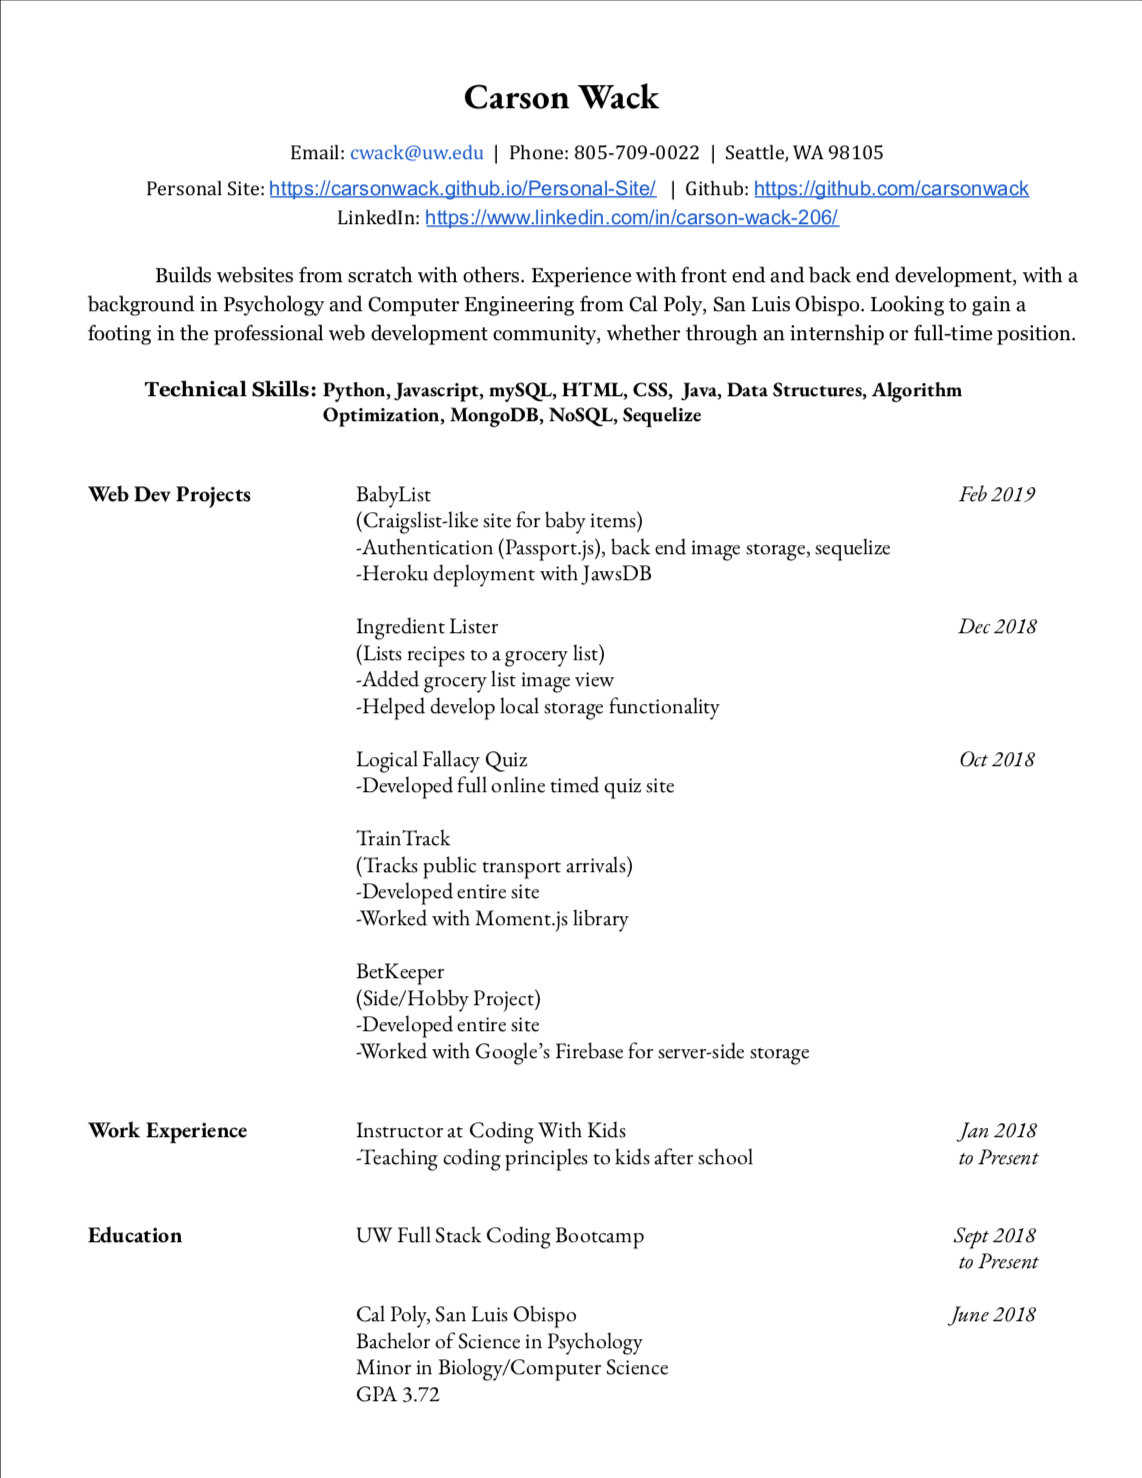 Carson Wack
Email: cwack@uw.edu | Phone: 805-709-0022 | Seattle, WA 98105
Personal Site: https://carsonwack.github.io/Personal-Site/ | Github: https://github.com/carsonwack
LinkedIn: https://www.linkedin.com/in/carson-wack-206/
Builds websites from scratch with others. Experience with front end and back end development, with a
background in Psychology and Computer Engineering from Cal Poly, San Luis Obispo. Looking to gain a
footing in the professional web development community, whether through an internship or full-time position.
Technical Skills: Python, Javascript, mySQL, HTML, CSS, Java, Data Structures, Algorithm
Optimization, MongoDB, NoSQL, Sequelize
Web Dev Projects BabyList Feb 2019
(Craigslist-like site for baby items)
-Authentication (Passport.js), back end image storage, sequelize
-Heroku deployment with JawsDB
Ingredient Lister Dec 2018
(Lists recipes to a grocery list)
-Added grocery list image view
-Helped develop local storage functionality
Logical Fallacy Quiz Oct 2018
-Developed full online timed quiz site
TrainTrack
(Tracks public transport arrivals)
-Developed entire site
-Worked with Moment.js library
BetKeeper
(Side/Hobby Project)
-Developed entire site
-Worked with Google’s Firebase for server-side storage
Work Experience Instructor at Coding With Kids Jan 2018
-Teaching coding principles to kids after school to Present
Education UW Full Stack Coding Bootcamp Sept 2018
to Present
Cal Poly, San Luis Obispo June 2018
Bachelor of Science in Psychology
Minor in Biology/Computer Science
GPA 3.72